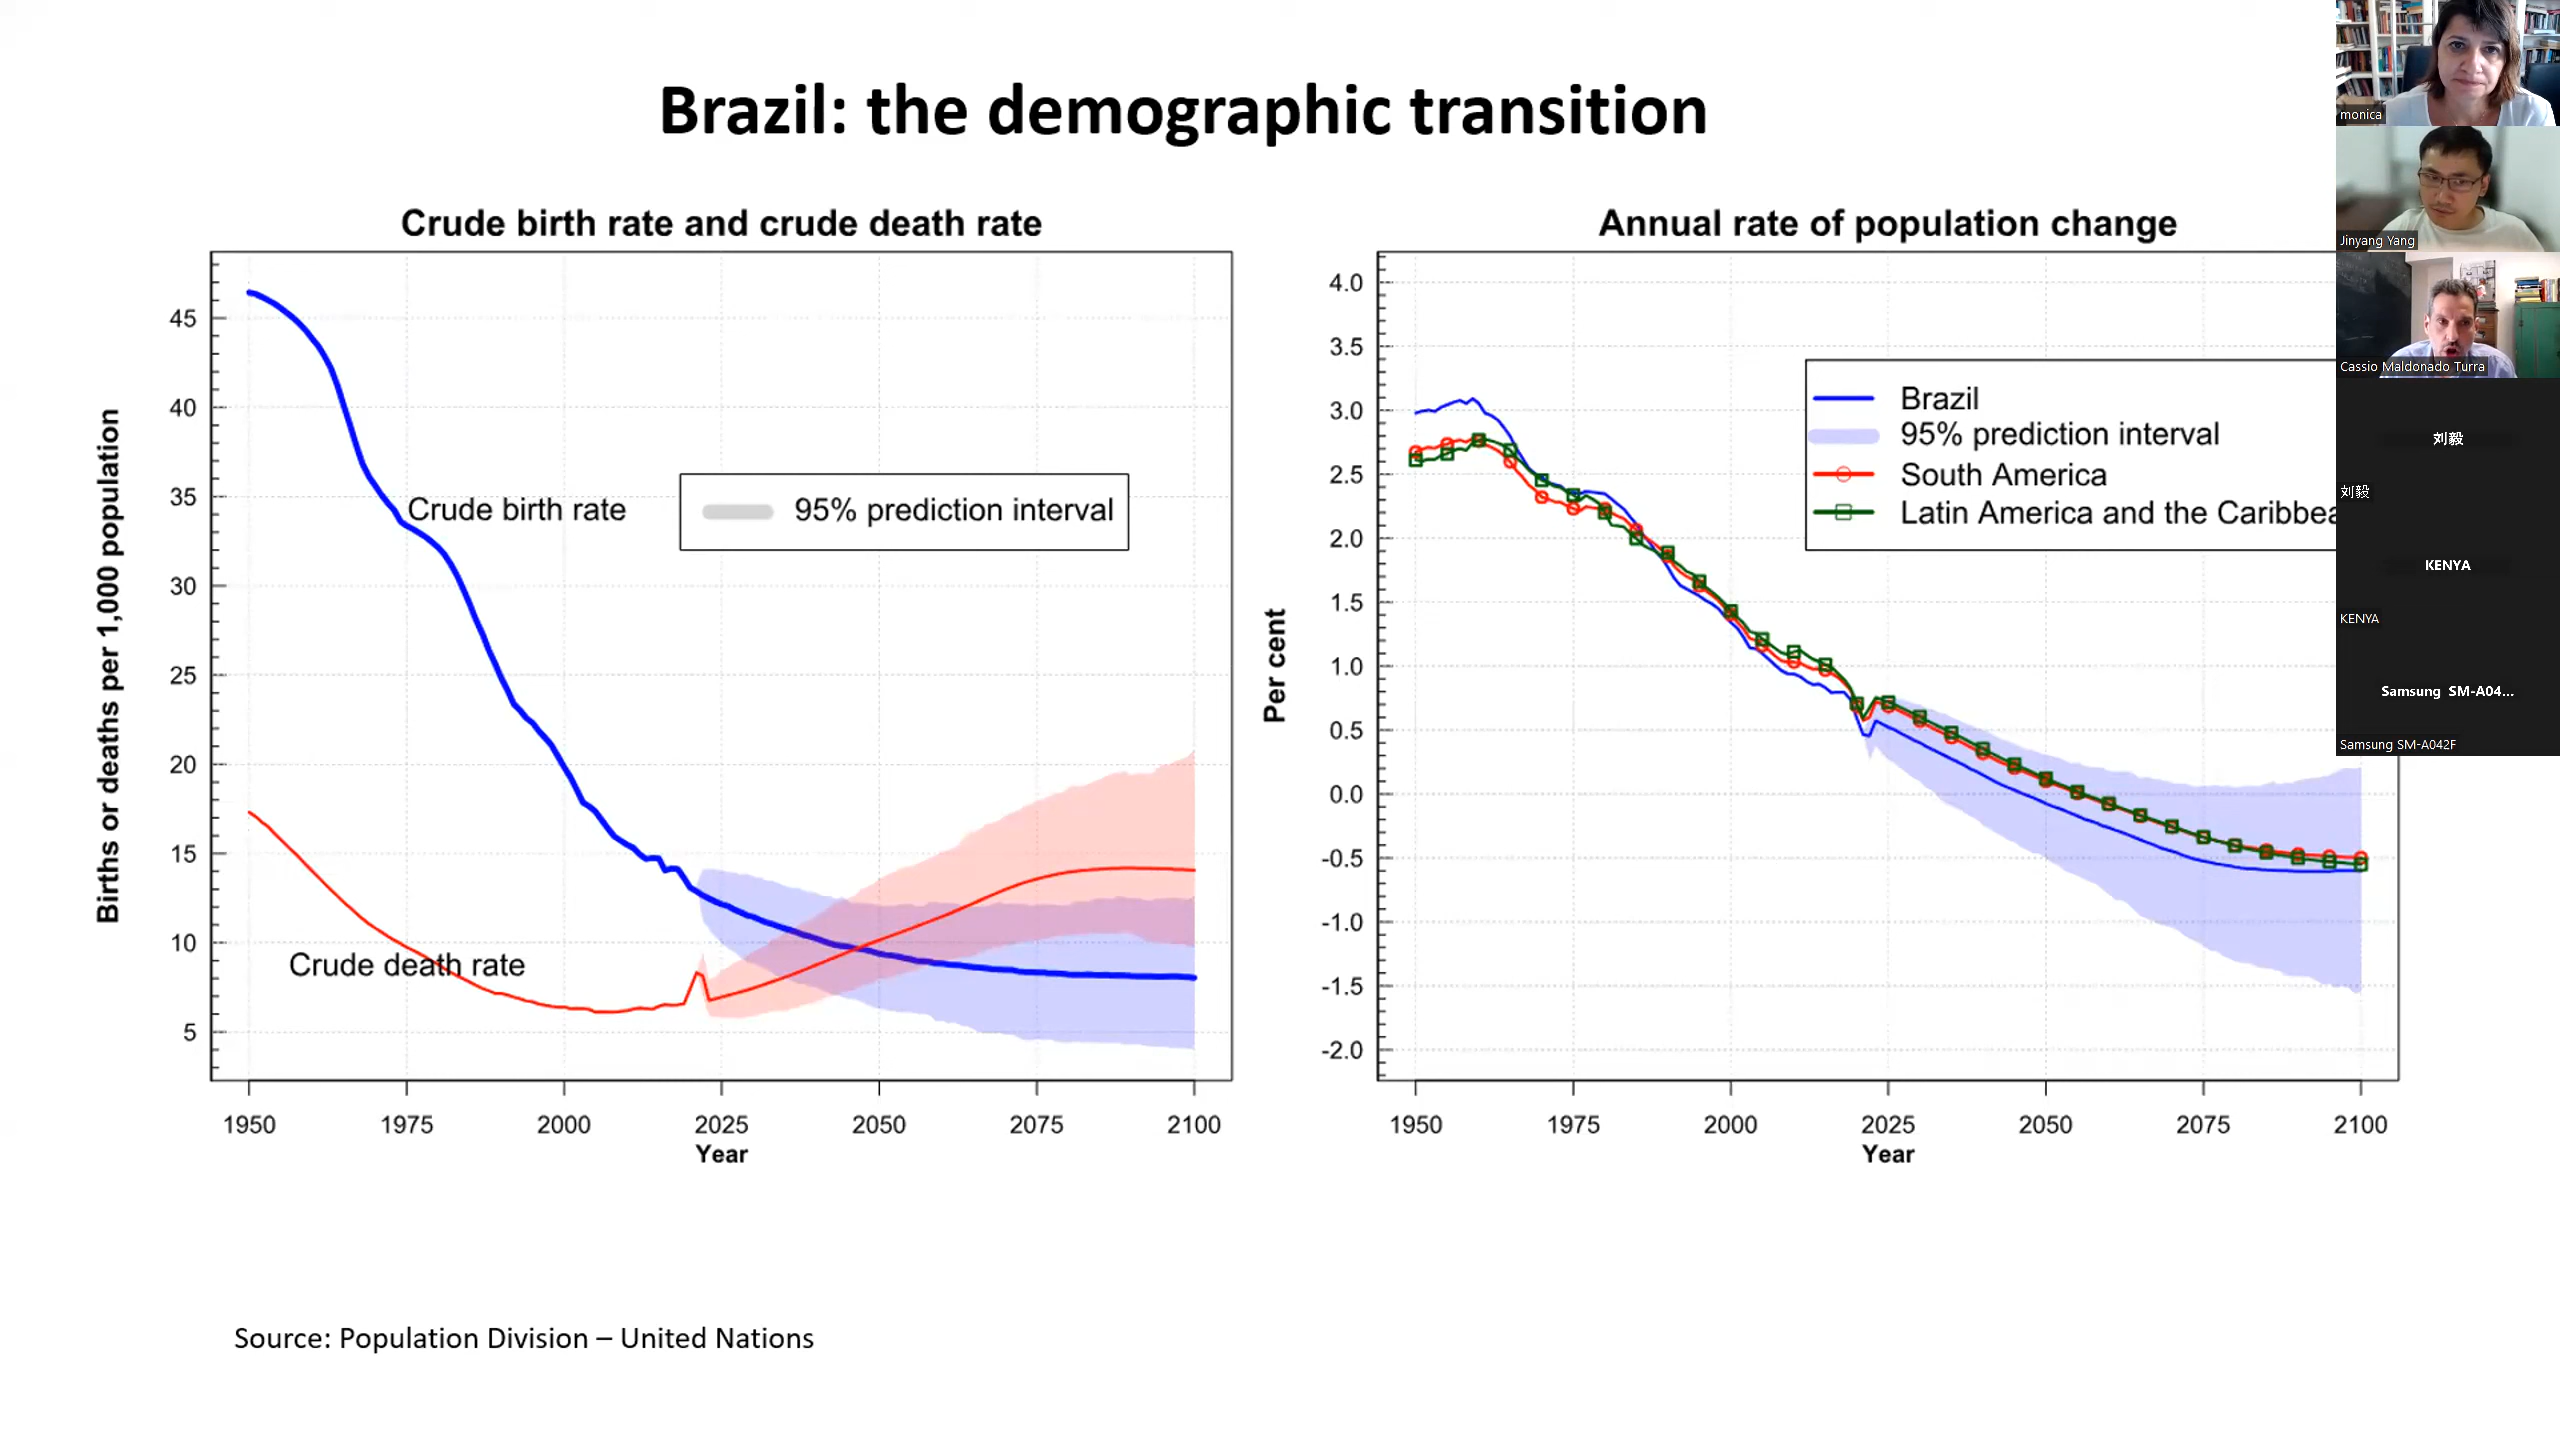 Brazil: the demographic transition
Crude birth rate and crude death rate
Births or deaths per 1,000 population
45
40
35
30
25
20
15
10
5
Crude birth rate
95% prediction interval
Crude death rate
1950
1975
2000
2025
2050
2075
2100
Year
Annual rate of population change
Per cent
4.0
3.5
3.0
2.5
2.0
1.5
1.0
0.5
0.0
-0.5
-1.0
-1.5
-2.0
Brazil
95% prediction interval
South America
Latin America and the Caribbea
1950
1975
2000
2025
2050
2075
2100
Year
Source: Population Division – United Nations
monica
Jinyang Yang
Cassio Maldonado Turra
刘毅
刘毅
KENYA
KENYA
Samsung SM-A04...
Samsung SM-A042F